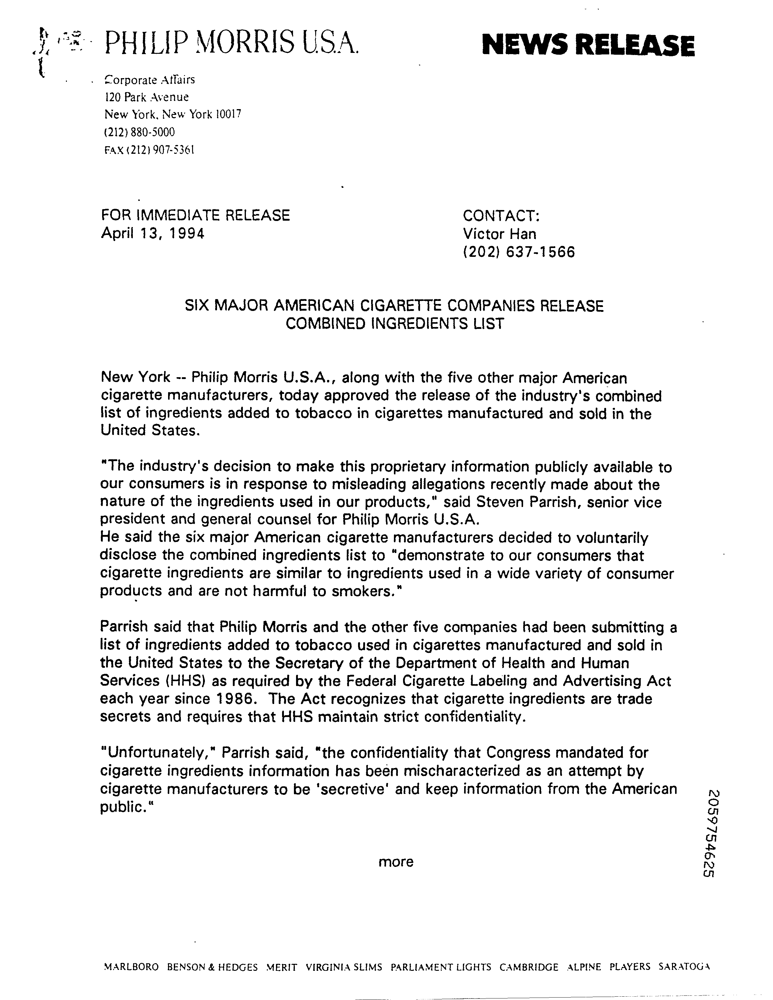 PHILIP MORRIS U.S.A.
NEWS RELEASE
Corporate Affairs
120 Park Avenue
New York, New York 10017
(212) 880-5000
FAX (212) 907-5361
FOR IMMEDIATE RELEASE
April 13, 1994
CONTACT:
Victor Han
(202) 637-1566
SIX MAJOR AMERICAN CIGARETTE COMPANIES RELEASE
COMBINED INGREDIENTS LIST
New York -- Philip Morris U.S.A., along with the five other major American
cigarette manufacturers, today approved the release of the industry's combined
list of ingredients added to tobacco in cigarettes manufactured and sold in the
United States.
"The industry's decision to make this proprietary information publicly available to
our consumers is in response to misleading allegations recently made about the
nature of the ingredients used in our products," said Steven Parrish, senior vice
president and general counsel for Philip Morris U.S.A.
He said the six major American cigarette manufacturers decided to voluntarily
disclose the combined ingredients list to "demonstrate to our consumers that
cigarette ingredients are similar to ingredients used in a wide variety of consumer
products and are not harmful to smokers."
Parrish said that Philip Morris and the other five companies had been submitting a
list of ingredients added to tobacco used in cigarettes manufactured and sold in
the United States to the Secretary of the Department of Health and Human
Services (HHS) as required by the Federal Cigarette Labeling and Advertising Act
each year since 1986. The Act recognizes that cigarette ingredients are trade
secrets and requires that HHS maintain strict confidentiality.
"Unfortunately," Parrish said, "the confidentiality that Congress mandated for
cigarette ingredients information has been mischaracterized as an attempt by
cigarette manufacturers to be 'secretive' and keep information from the American
public."
more
2059754625
MARLBORO BENSON & HEDGES MERIT VIRGINIA SLIMS PARLIAMENT LIGHTS CAMBRIDGE ALPINE PLAYERS SARATOGA